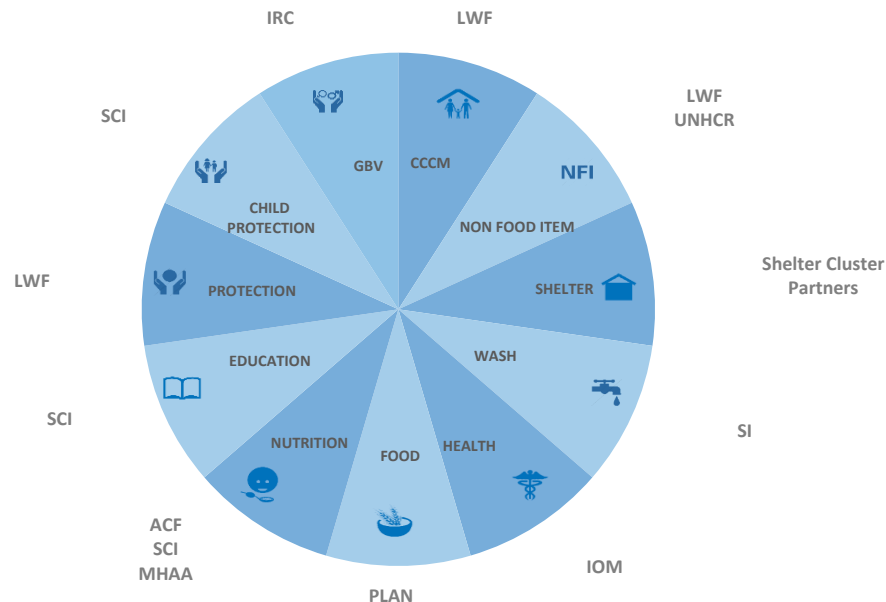 IRC
LWF
SCI
LWF
UNHCR
GBV
CCCM
NFI
CHILD
PROTECTION
NON FOOD ITEM
LWF
PROTECTION
SHELTER
Shelter Cluster
Partners
EDUCATION
WASH
SCI
SI
NUTRITION
FOOD
HEALTH
ACF
SCI
MHAA
PLAN
IOM